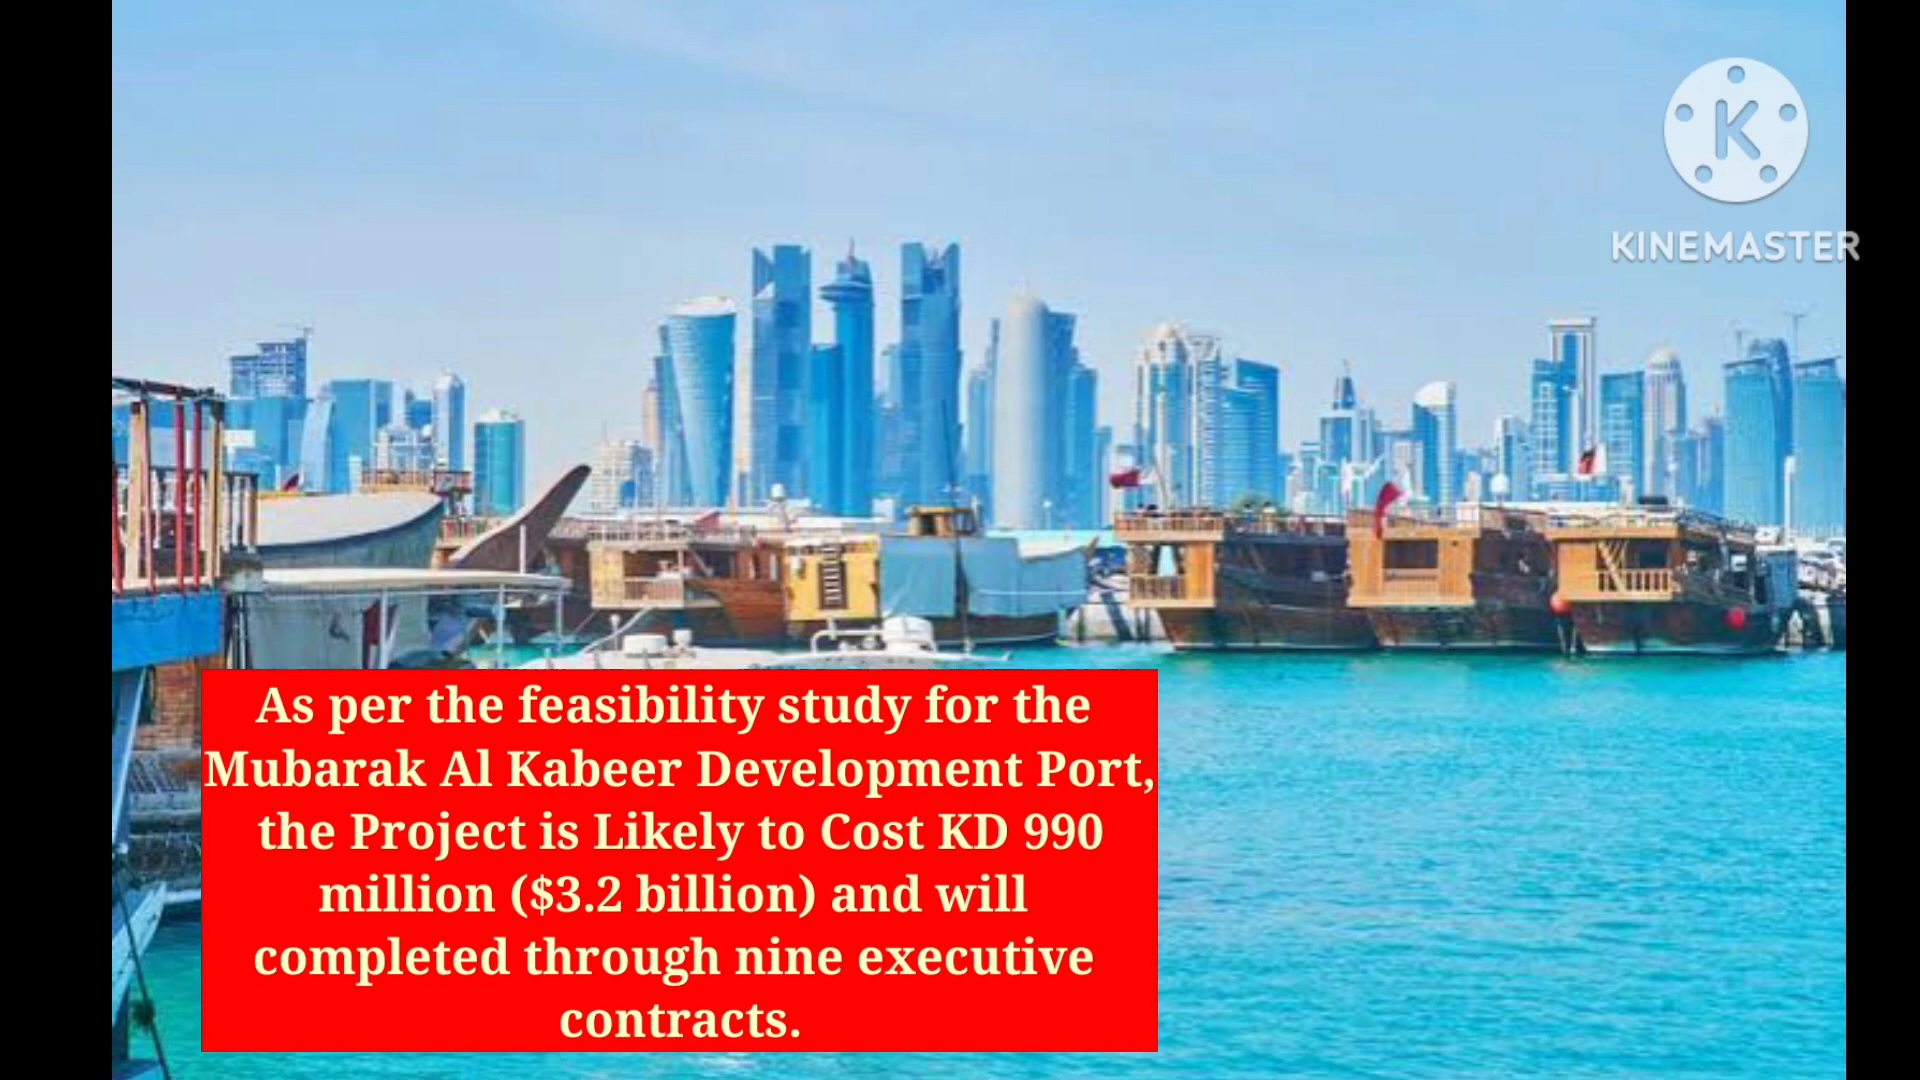 K
KINEMASTER
As per the feasibility study for the
Mubarak Al Kabeer Development Port,
the Project is Likely to Cost KD 990
million ($3.2 billion) and will
completed through nine executive
contracts.